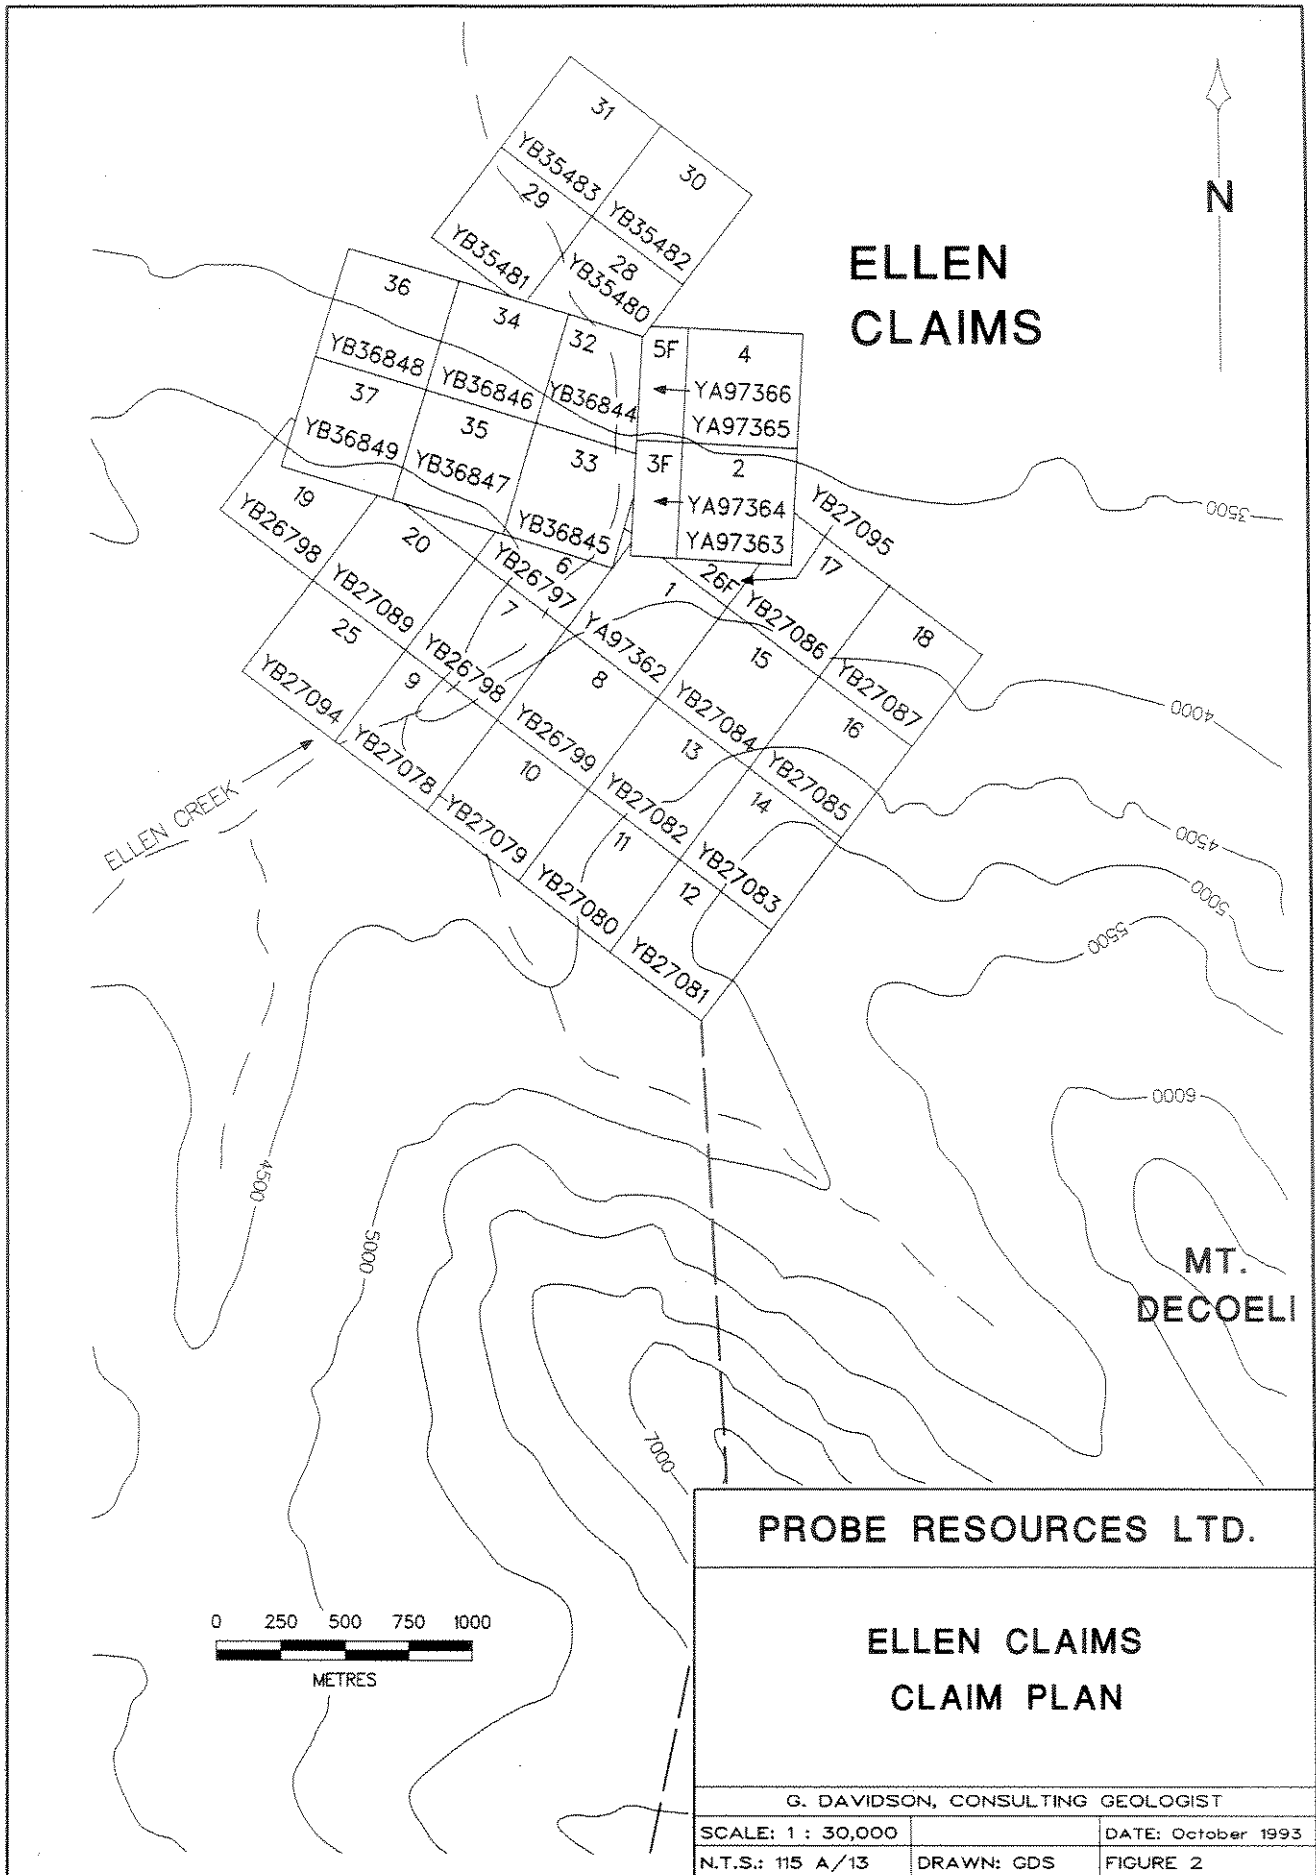 31
YB35483
30
YB35482
29
YB35481
28
YB35480
N
ELLEN
CLAIMS
36
YB36848
34
YB36846
32
YB36844
5F
4
YA97366
YA97365
37
YB36849
35
YB36847
33
YB36845
3F
2
YA97364
YA97363
YB27095
3500
19
YB26798
20
YB27089
6
YB26797
1
YA97362
26F
17
YB27086
18
YB27087
25
YB27094
7
YB26798
8
YB26799
15
YB27084
16
YB27085
4000
9
YB27078
10
YB27079
13
YB27082
14
YB27083
4500
ELLEN CREEK
11
YB27080
12
YB27081
5000
5500
6000
4500
5000
MT.
DECOELI
7000
0 250 500 750 1000
METRES
PROBE RESOURCES LTD.
ELLEN CLAIMS
CLAIM PLAN
G. DAVIDSON, CONSULTING GEOLOGIST
SCALE: 1 : 30,000
DATE: October 1993
N.T.S.: 115 A/13
DRAWN: GDS
FIGURE 2